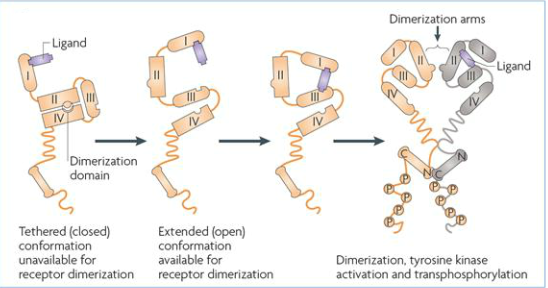 Dimerization arms
Ligand
I
I
I
I
I
II
II
II
II
II
III
III
III
III
III
IV
IV
IV
IV
IV
Ligand
Dimerization
domain
C
N
N
C
P
P
P
P
P
P
P
P
P
P
Tethered (closed)
conformation
unavailable for
receptor dimerization
Extended (open)
conformation
available for
receptor dimerization
Dimerization, tyrosine kinase
activation and transphosphorylation